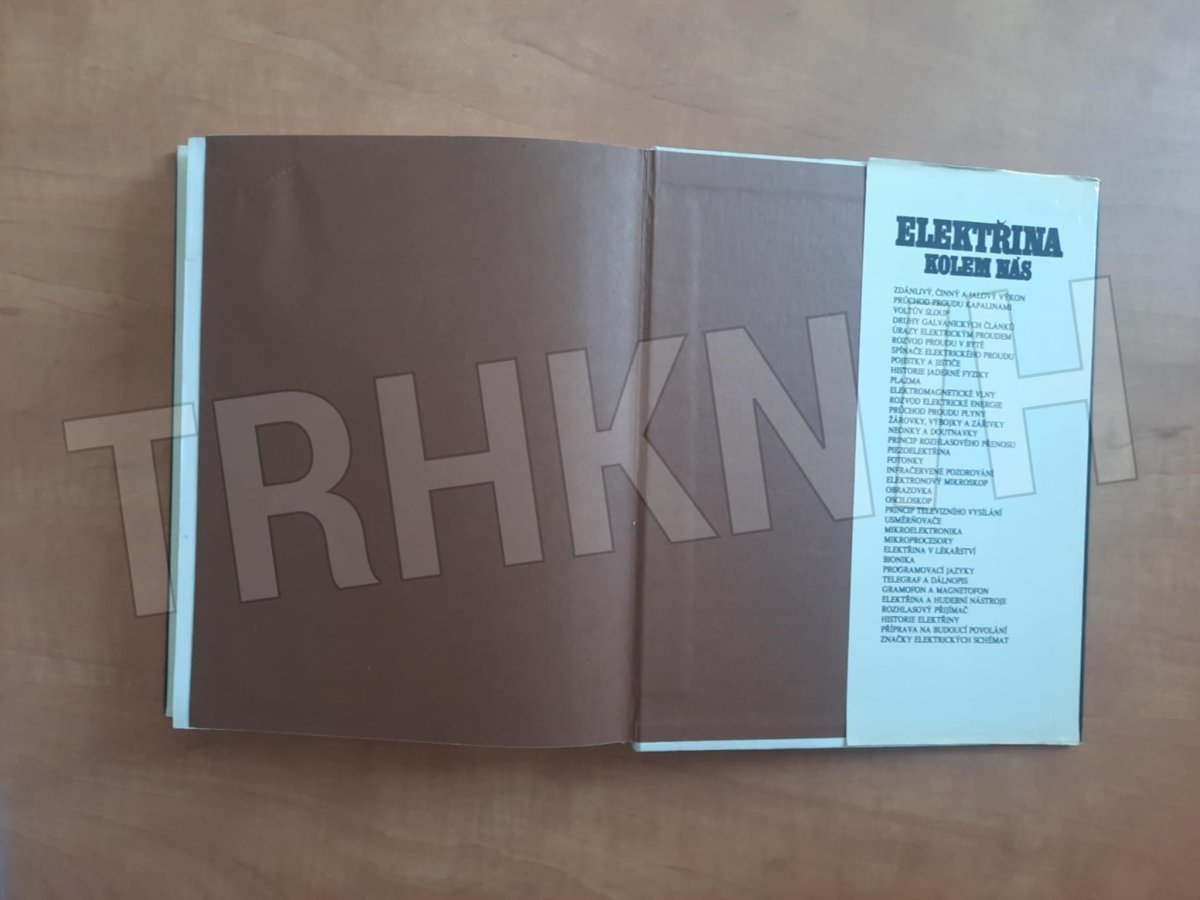 ELEKTŘINA
KOLEM NÁS
ZDÁNLIVÝ, ČINNÝ A JALOVÝ VÝKON
PRŮCHOD PROUDU KAPALINAMI
VOLTŮV SLOUP
DRUHY GALVANICKÝCH ČLÁNKŮ
ÚRAZY ELEKTRICKÝM PROUDEM
ROZVOD PROUDU V BYTĚ
SPÍNAČE ELEKTRICKÉHO PROUDU
POJISTKY A JISTIČE
HISTORIE JADERNÉ FYZIKY
PLAZMA
ELEKTROMAGNETICKÉ VLNY
ROZVOD ELEKTRICKÉ ENERGIE
PRŮCHOD PROUDU PLYNY
ŽÁROVKY, VÝBOJKY A ZÁŘIVKY
NEONKY A DOUTNAVKY
PRINCIP ROZHLASOVÉHO PŘENOSU
PIEZOELEKTŘINA
FOTONKY
INFRAČERVENÉ POZOROVÁNÍ
ELEKTRONOVÝ MIKROSKOP
OBRAZOVKA
OSCILOSKOP
PRINCIP TELEVIZNÍHO VYSÍLÁNÍ
USMĚRŇOVAČE
MIKROELEKTRONIKA
MIKROPROCESORY
ELEKTŘINA V LÉKAŘSTVÍ
BIONIKA
PROGRAMOVACÍ JAZYKY
TELEGRAF A DÁLNOPIS
GRAMOFON A MAGNETOFON
ELEKTŘINA A HUDEBNÍ NÁSTROJE
ROZHLASOVÝ PŘIJÍMAČ
HISTORIE ELEKTŘINY
PŘÍPRAVA NA BUDOUCÍ POVOLÁNÍ
ZNAČKY ELEKTRICKÝCH SCHÉMAT
TRHKNIH